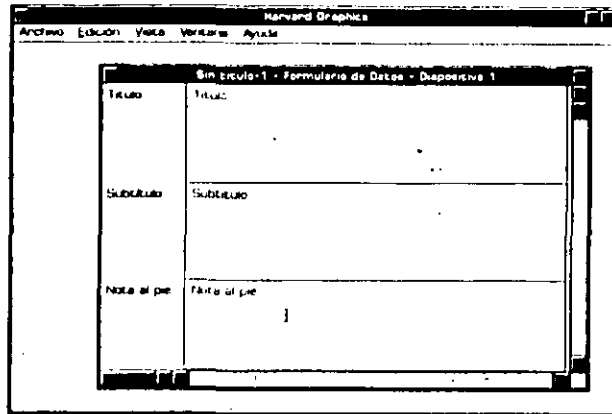 Harvard Graphics
Archivo Edición Vista Ventana Ayuda
Sin título-1 - Formulario de Datos - Diapositiva 1
Título Título
Subtítulo Subtítulo
Nota al pie Nota al pie